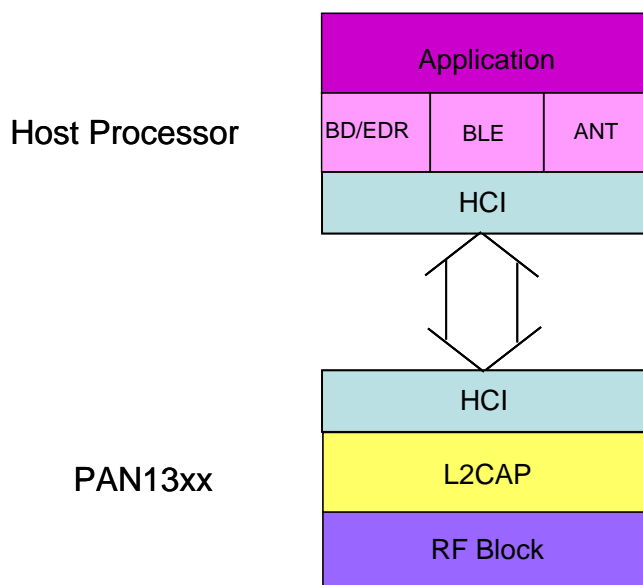 Application
Host Processor
BD/EDR BLE ANT
HCI
HCI
PAN13xx
L2CAP
RF Block